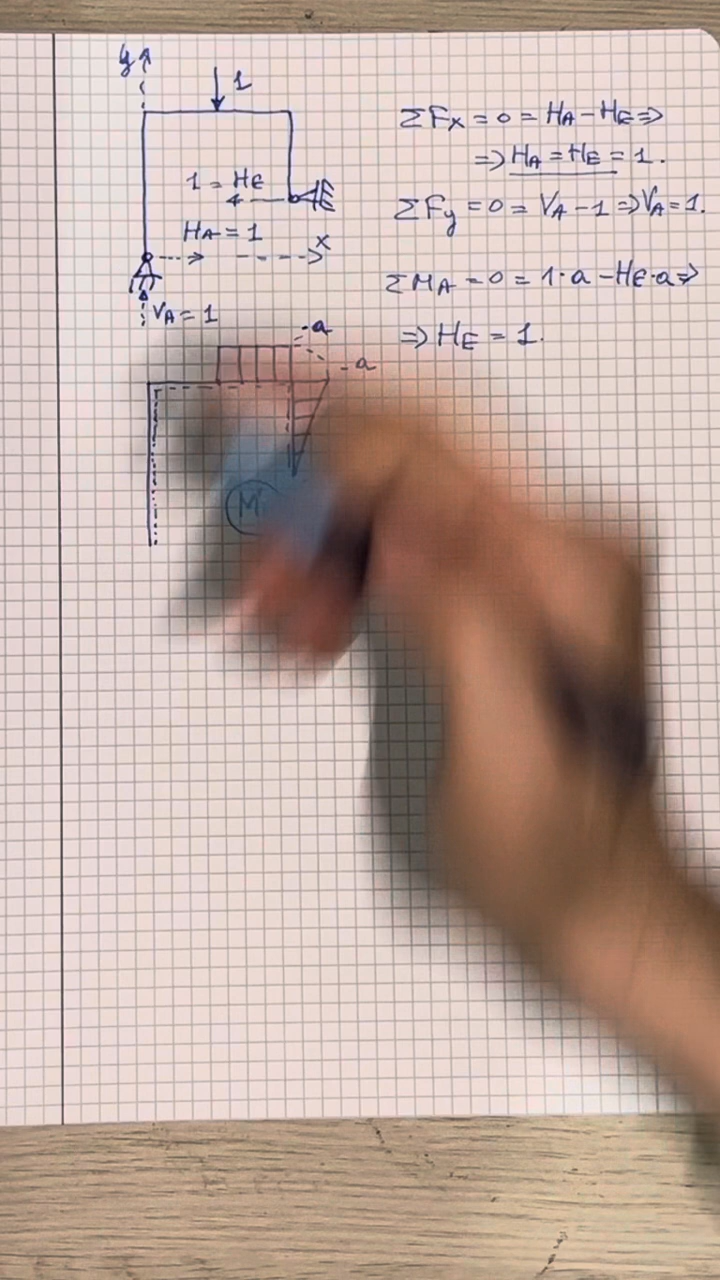 y
1
ΣFx = 0 = HA - HE =>
=> HA = HE = 1.
1 = HE
ΣFy = 0 = VA - 1 => VA = 1.
HA = 1
x
ΣMA = 0 = 1·a - HE·a =>
VA = 1
=> HE = 1.
-a
-a
M'